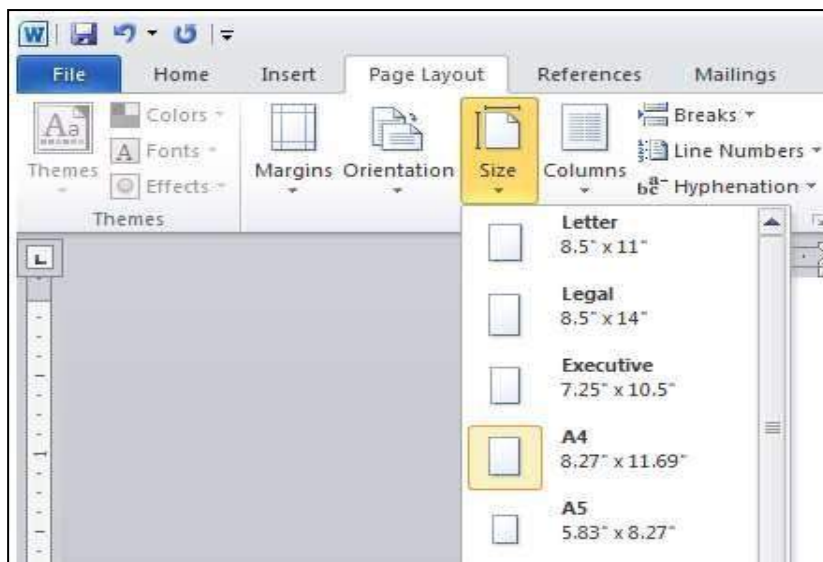 W
File Home Insert Page Layout References Mailings
Aa
Themes
Colors
A Fonts
Effects
Margins
Orientation
Size
Columns
Breaks
Line Numbers
Hyphenation
Themes
Letter
8.5" x 11"
Legal
8.5" x 14"
Executive
7.25" x 10.5"
A4
8.27" x 11.69"
A5
5.83" x 8.27"
1